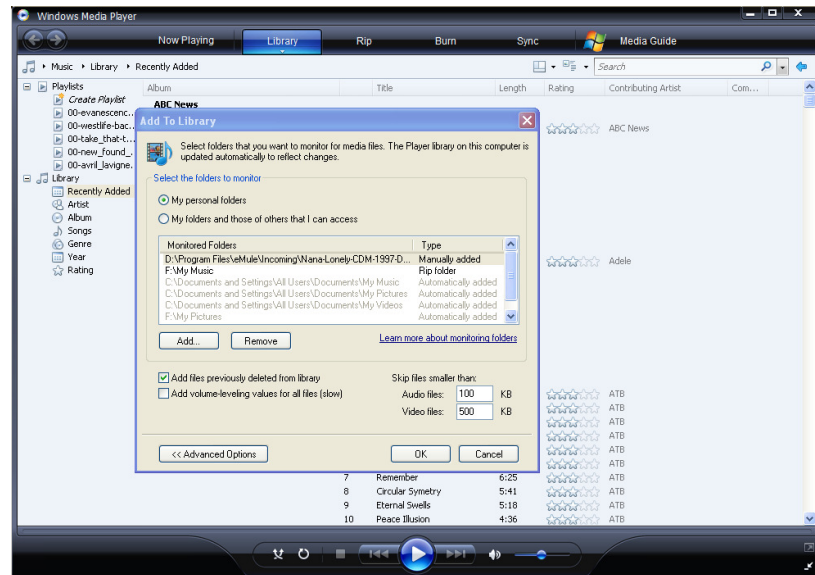 Windows Media Player
Now Playing Library Rip Burn Sync Media Guide
Music Library Recently Added Search
Playlists Album Title Length Rating Contributing Artist Com...
Create Playlist ABC News
00-evanescenc...
00-westlife-bac...
00-take_that-t...
00-new_found_...
00-avril_lavigne.
Library
Recently Added
Artist
Album
Songs
Genre
Year
Rating
Add To Library
Select folders that you want to monitor for media files. The Player library on this computer is
updated automatically to reflect changes.
Select the folders to monitor
My personal folders
My folders and those of others that I can access
Monitored Folders Type
D:\Program Files\eMule\Incoming\Nana-Lonely-CDM-1997-D... Manually added
F:\My Music Rip folder
C:\Documents and Settings\All Users\Documents\My Music Automatically added
C:\Documents and Settings\All Users\Documents\My Pictures Automatically added
C:\Documents and Settings\All Users\Documents\My Videos Automatically added
F:\My Pictures Automatically added
Add... Remove Learn more about monitoring folders
Add files previously deleted from library Skip files smaller than:
Add volume-leveling values for all files (slow) Audio files: 100 KB
Video files: 500 KB
<< Advanced Options OK Cancel
ABC News
Adele
ATB
ATB
ATB
ATB
ATB
ATB
7 Remember 6:25 ATB
8 Circular Symetry 5:41 ATB
9 Eternal Swells 5:18 ATB
10 Peace Illusion 4:36 ATB